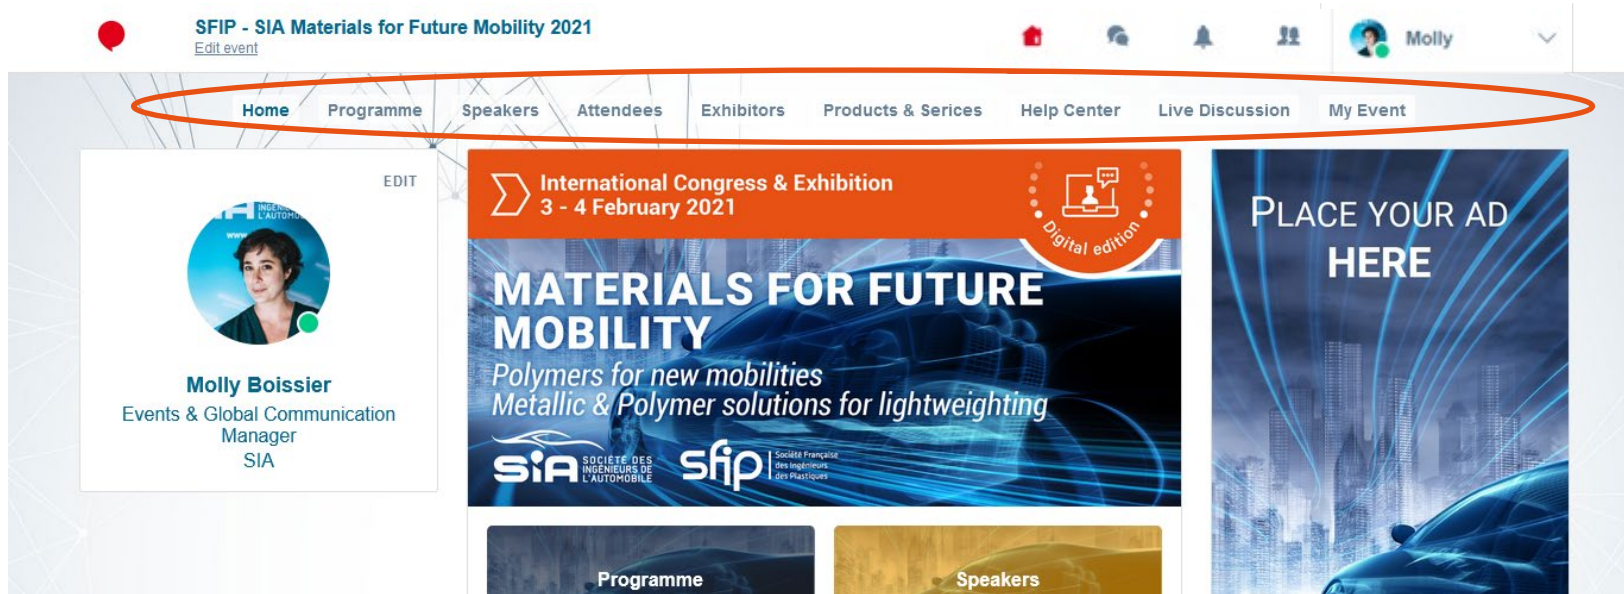 SFIP - SIA Materials for Future Mobility 2021
Edit event
Molly
Home Programme Speakers Attendees Exhibitors Products & Serices Help Center Live Discussion My Event
EDIT
www.
Molly Boissier
Events & Global Communication
Manager
SIA
International Congress & Exhibition
3 - 4 February 2021
Digital edition
MATERIALS FOR FUTURE
MOBILITY
Polymers for new mobilities
Metallic & Polymer solutions for lightweighting
SiA
SOCIÉTÉ DES
INGÉNIEURS DE
L'AUTOMOBILE
sfip
Société Française
des Ingénieurs
des Plastiques
PLACE YOUR AD
HERE
Programme
Speakers